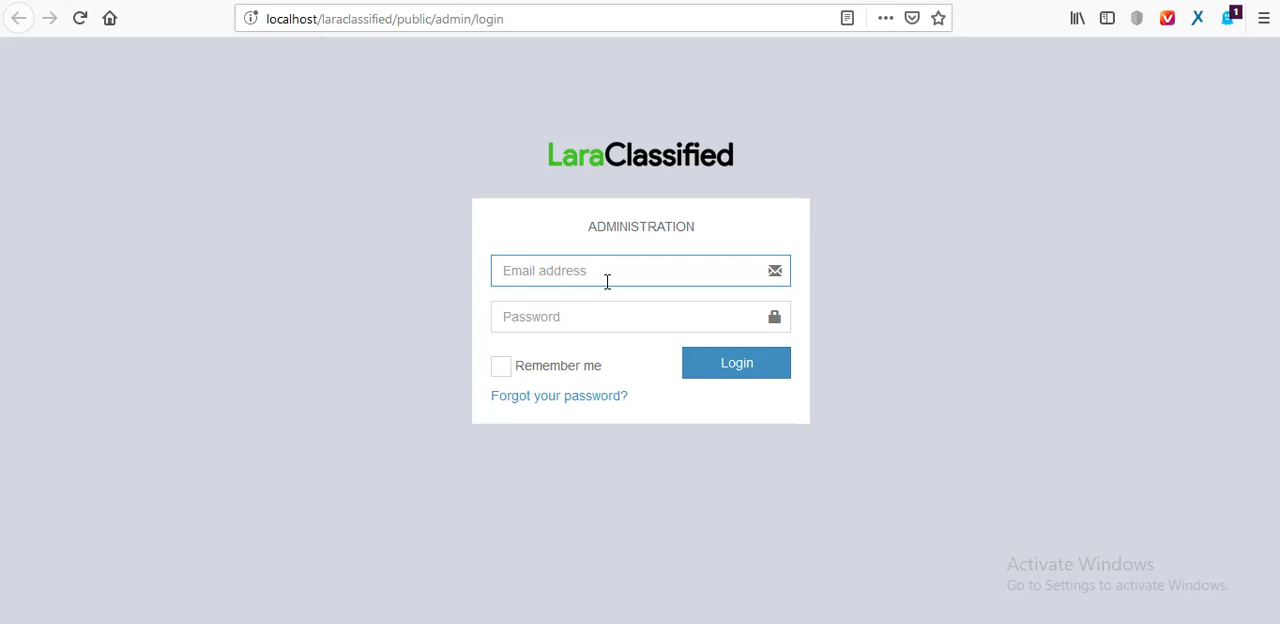 localhost/laraclassified/public/admin/login
1
LaraClassified
ADMINISTRATION
Email address
Password
Remember me
Login
Forgot your password?
Activate Windows
Go to Settings to activate Windows.